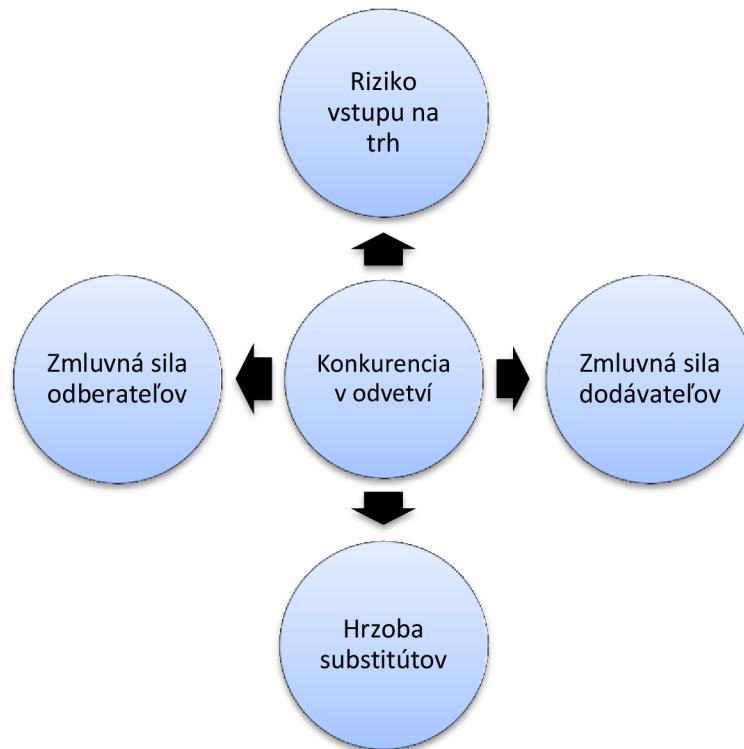 Riziko
vstupu na
trh
Zmluvná sila
odberateľov
Konkurencia
v odvetví
Zmluvná sila
dodávateľov
Hrzoba
substitútov